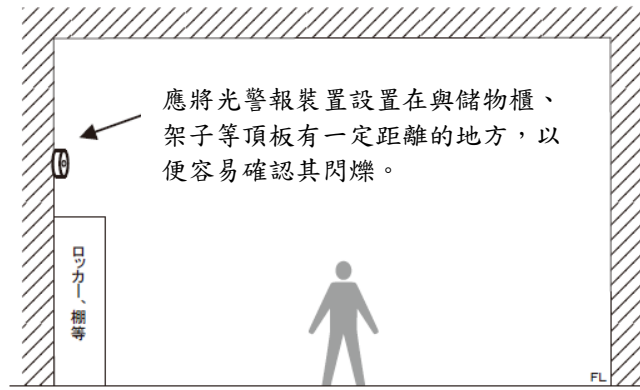 應將光警報裝置設置在與儲物櫃、
架子等頂板有一定距離的地方，以
便容易確認其閃爍。
ロッカー、棚等
FL